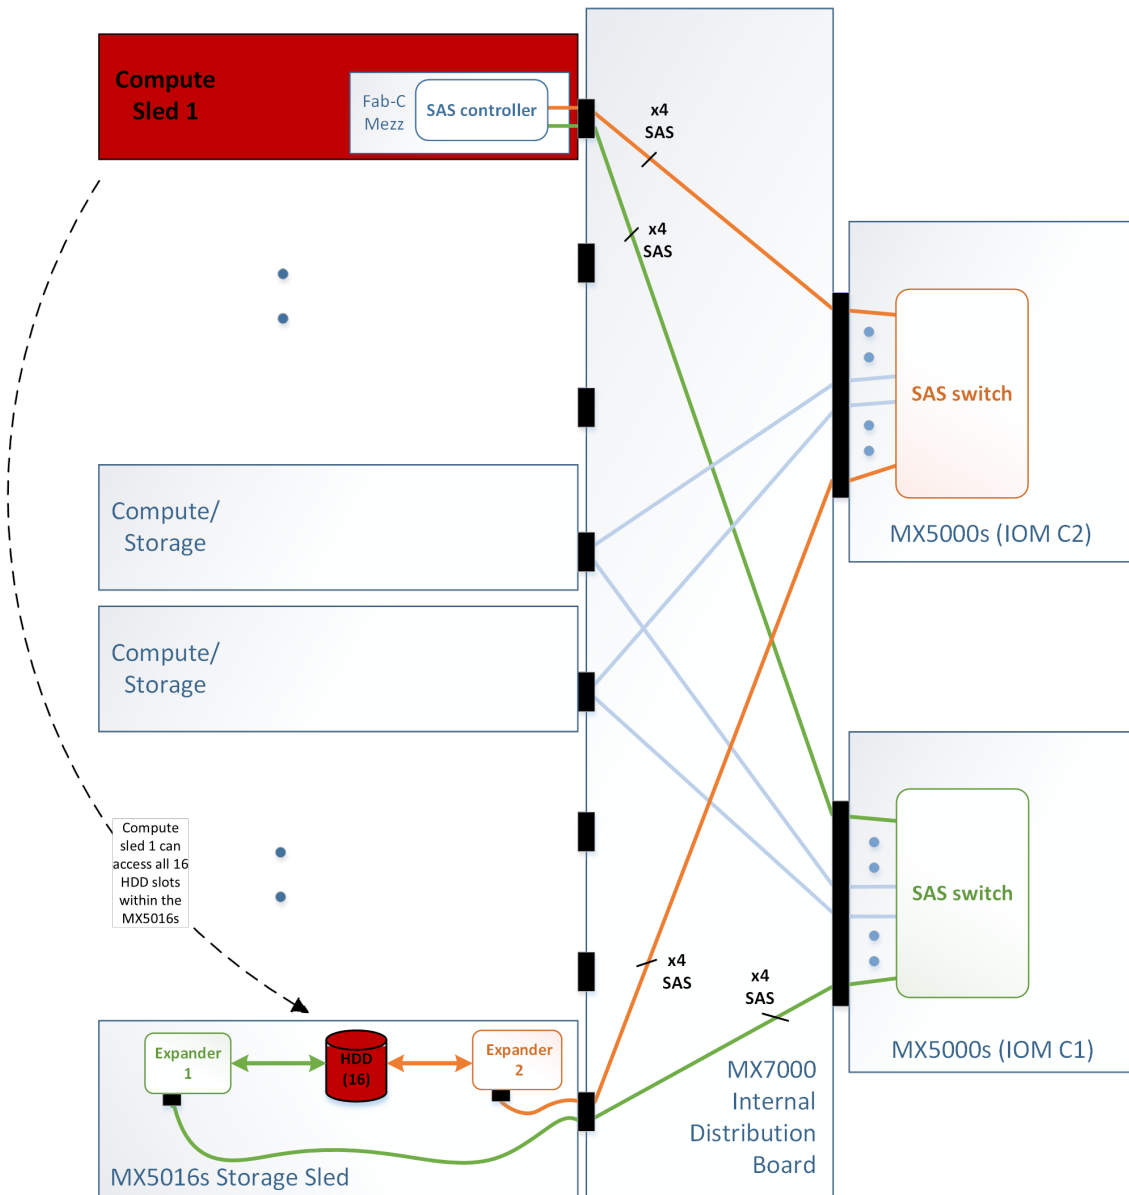 Compute
Sled 1
Fab-C
Mezz
SAS controller
x4
SAS
x4
SAS
SAS switch
MX5000s (IOM C2)
Compute/
Storage
Compute/
Storage
Compute
sled 1 can
access all 16
HDD slots
within the
MX5016s
SAS switch
MX5000s (IOM C1)
x4
SAS
x4
SAS
Expander
1
HDD
(16)
Expander
2
MX5016s Storage Sled
MX7000
Internal
Distribution
Board